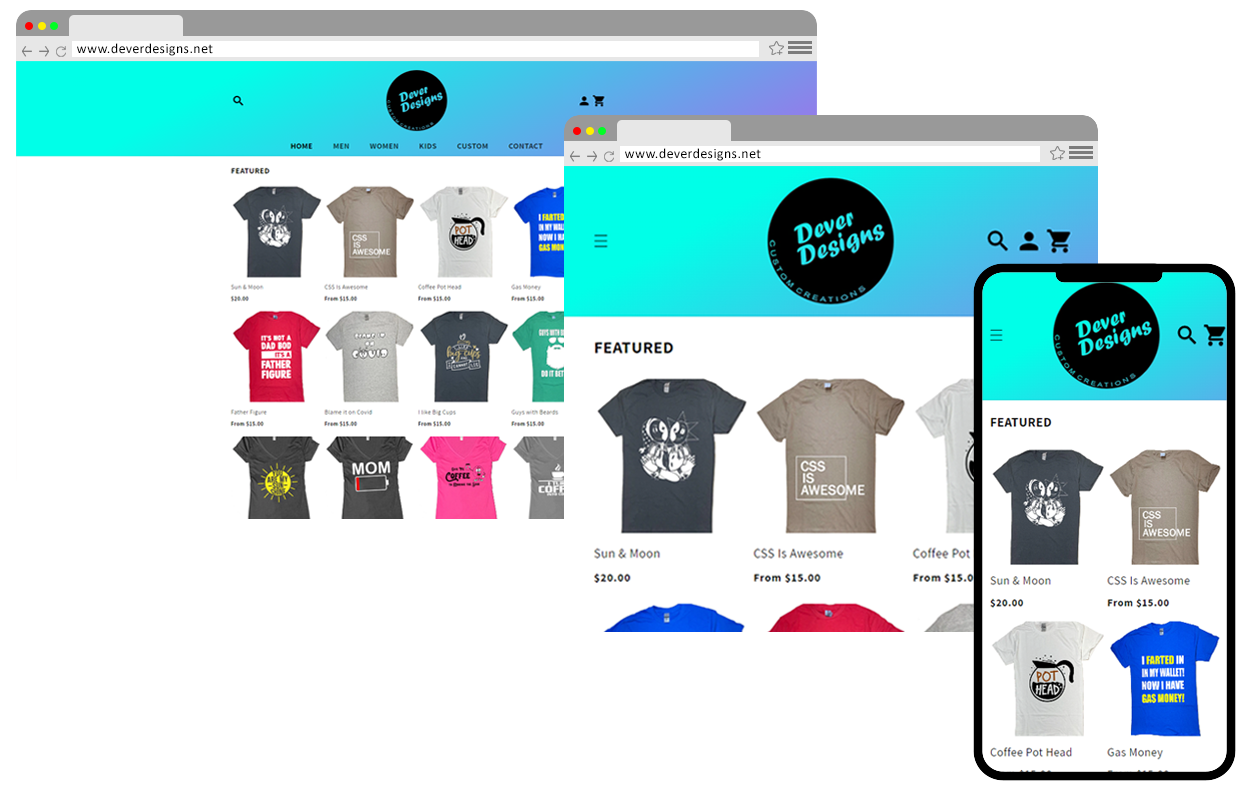 www.deverdesigns.net
Dever
Designs
CUSTOM CREATIONS
HOME MEN WOMEN KIDS CUSTOM CONTACT
FEATURED
CSS
IS
AWESOME
POT
HEAD
I FARTED
IN MY WALLET!
NOW I HA
GAS MONEY
Sun & Moon CSS Is Awesome Coffee Pot Head Gas Money
$20.00 From $15.00 From $15.00 From $15.00
IT'S NOT A
DAD BOD
IT'S A
FATHER
FIGURE
BLAME IT
ON
COVID
I LIKE
BIG CUPS
GUYS WITH
DO IT BET
Father Figure Blame it on Covid I like Big Cups Guys with Beards
From $15.00 From $15.00 From $15.00 From $15.00
MOM
COFFEE
COFF
www.deverdesigns.net
Dever
Designs
CUSTOM CREATIONS
FEATURED
CSS
IS
AWESOME
Sun & Moon CSS Is Awesome Coffee Pot
$20.00 From $15.00 From $15.0
Dever
Designs
CUSTOM CREATIONS
FEATURED
CSS
IS
AWESOME
Sun & Moon CSS Is Awesome
$20.00 From $15.00
POT
HEAD
I FARTED IN
IN MY WALLET!
NOW I HAVE
GAS MONEY!
Coffee Pot Head Gas Money